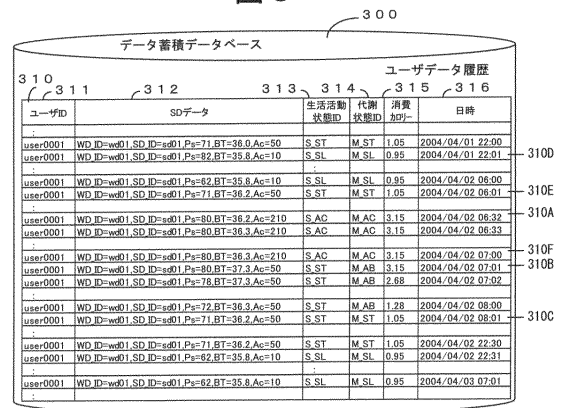 300
データ蓄積データベース
ユーザデータ履歴
310 311 312 313 314 315 316
ユーザID SDデータ 生活活動状態ID 代謝状態ID 消費カロリー 日時
:
user0001 WD_ID=wd01,SD_ID=sd01,Ps=71,BT=36.0,Ac=50 S_ST M_ST 1.05 2004/04/01 22:00
user0001 WD_ID=wd01,SD_ID=sd01,Ps=82,BT=35.8,Ac=10 S_SL M_SL 0.95 2004/04/01 22:01 310D
:
user0001 WD_ID=wd01,SD_ID=sd01,Ps=62,BT=35.8,Ac=10 S_SL M_SL 0.95 2004/04/02 06:00
user0001 WD_ID=wd01,SD_ID=sd01,Ps=71,BT=36.2,Ac=50 S_ST M_ST 1.05 2004/04/02 06:01 310E
:
user0001 WD_ID=wd01,SD_ID=sd01,Ps=80,BT=36.2,Ac=210 S_AC M_AC 3.15 2004/04/02 06:32 310A
user0001 WD_ID=wd01,SD_ID=sd01,Ps=80,BT=36.3,Ac=210 S_AC M_AC 3.15 2004/04/02 06:33
:
user0001 WD_ID=wd01,SD_ID=sd01,Ps=80,BT=36.2,Ac=210 S_AC M_AC 3.15 2004/04/02 07:00 310F
user0001 WD_ID=wd01,SD_ID=sd01,Ps=80,BT=37.3,Ac=50 S_ST M_AB 3.15 2004/04/02 07:01 310B
user0001 WD_ID=wd01,SD_ID=sd01,Ps=78,BT=37.3,Ac=50 S_ST M_AB 2.68 2004/04/02 07:02
:
user0001 WD_ID=wd01,SD_ID=sd01,Ps=72,BT=36.3,Ac=50 S_ST M_AB 1.28 2004/04/02 08:00
user0001 WD_ID=wd01,SD_ID=sd01,Ps=71,BT=36.2,Ac=50 S_ST M_ST 1.05 2004/04/02 08:01 310C
:
user0001 WD_ID=wd01,SD_ID=sd01,Ps=71,BT=36.2,Ac=50 S_ST M_ST 1.05 2004/04/02 22:30
user0001 WD_ID=wd01,SD_ID=sd01,Ps=62,BT=35.8,Ac=10 S_SL M_SL 0.95 2004/04/02 22:31
:
user0001 WD_ID=wd01,SD_ID=sd01,Ps=62,BT=35.8,Ac=10 S_SL M_SL 0.95 2004/04/03 07:01
: